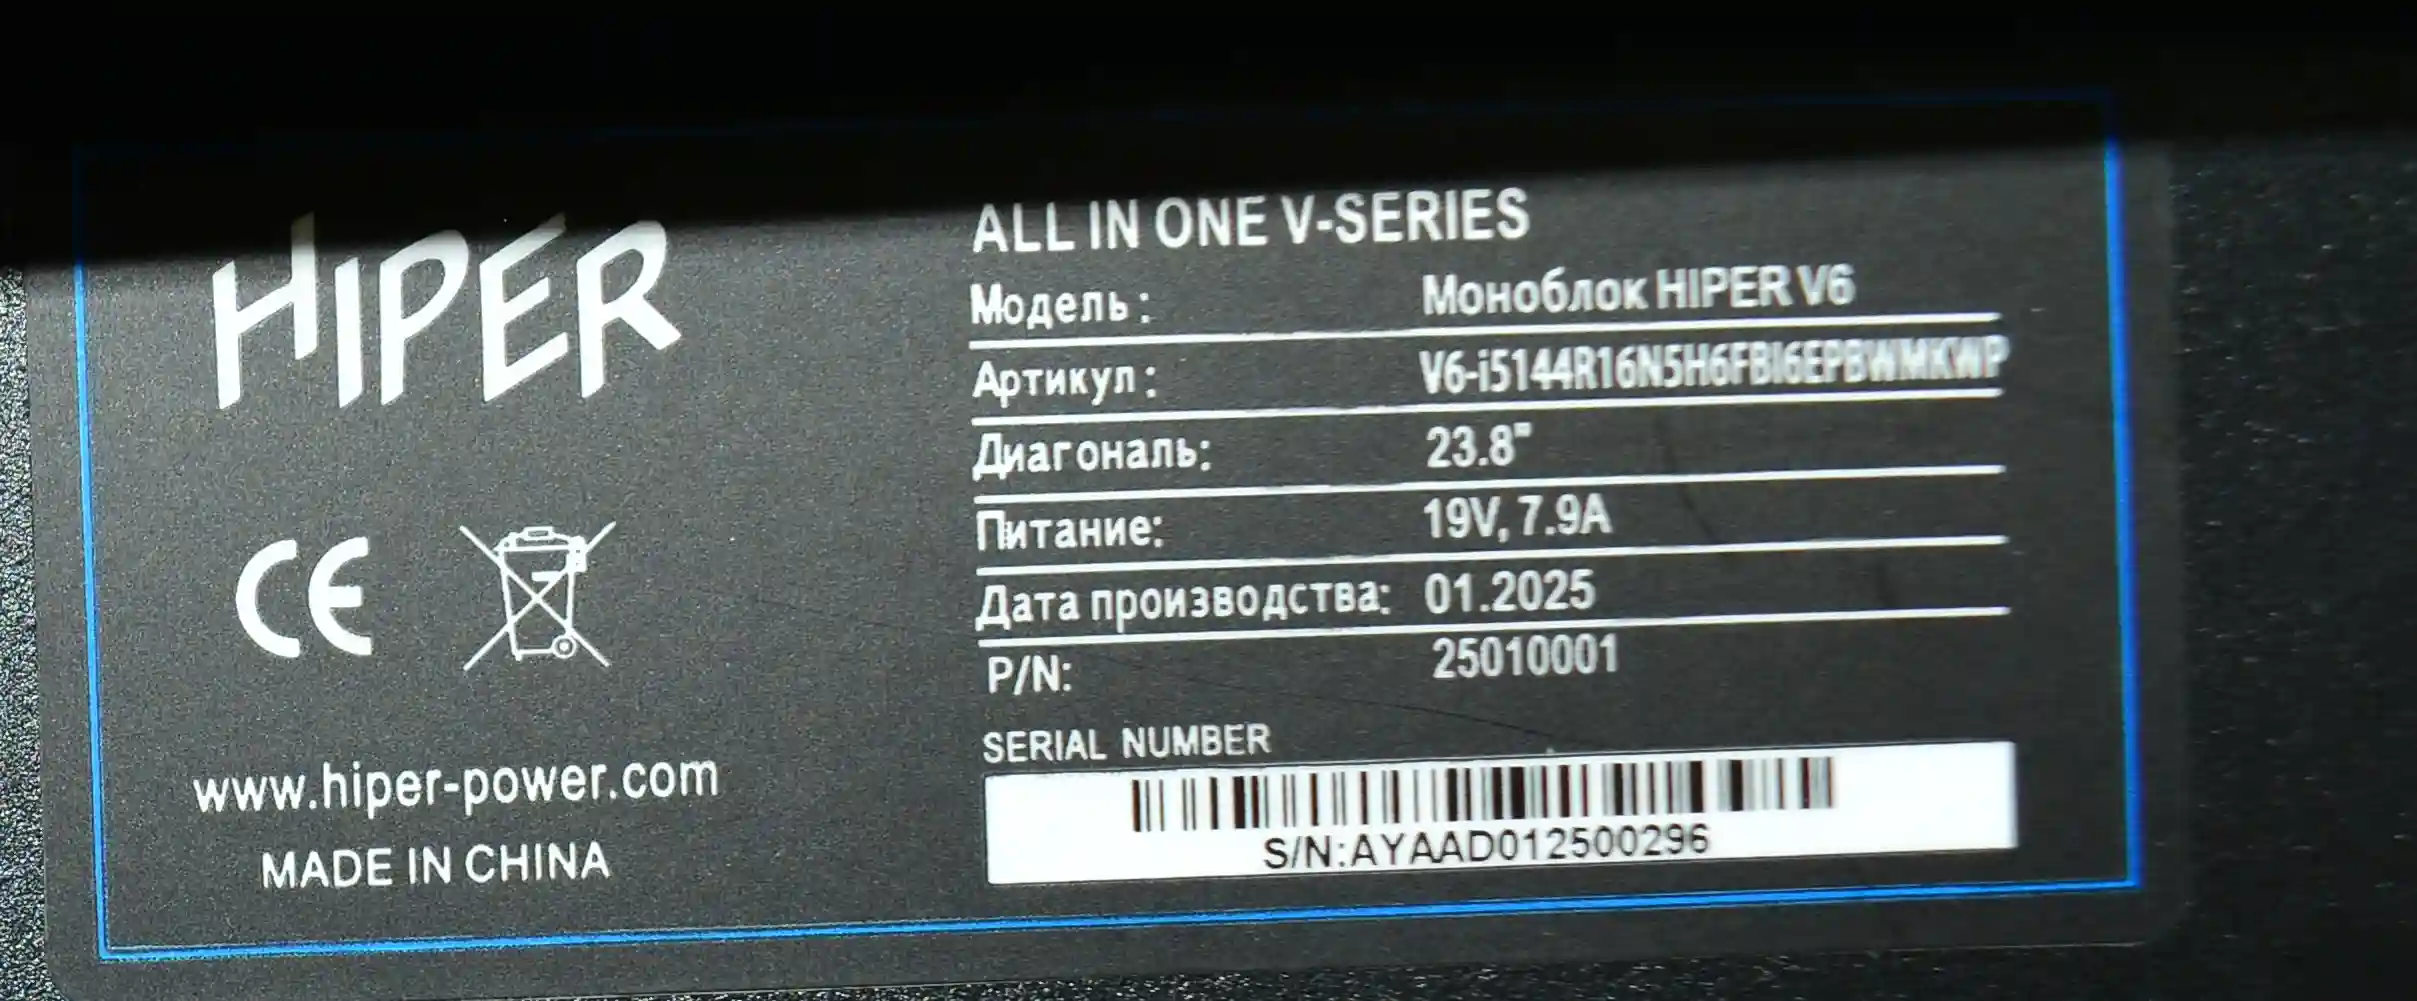 HIPER
www.hiper-power.com
MADE IN CHINA
ALL IN ONE V-SERIES
Модель: Моноблок HIPER V6
Артикул: V6-i5144R16N5H6FBI6EPBWMKWP
Диагональ: 23.8"
Питание: 19V, 7.9A
Дата производства: 01.2025
P/N: 25010001
SERIAL NUMBER
S/N:AYAAD012500296